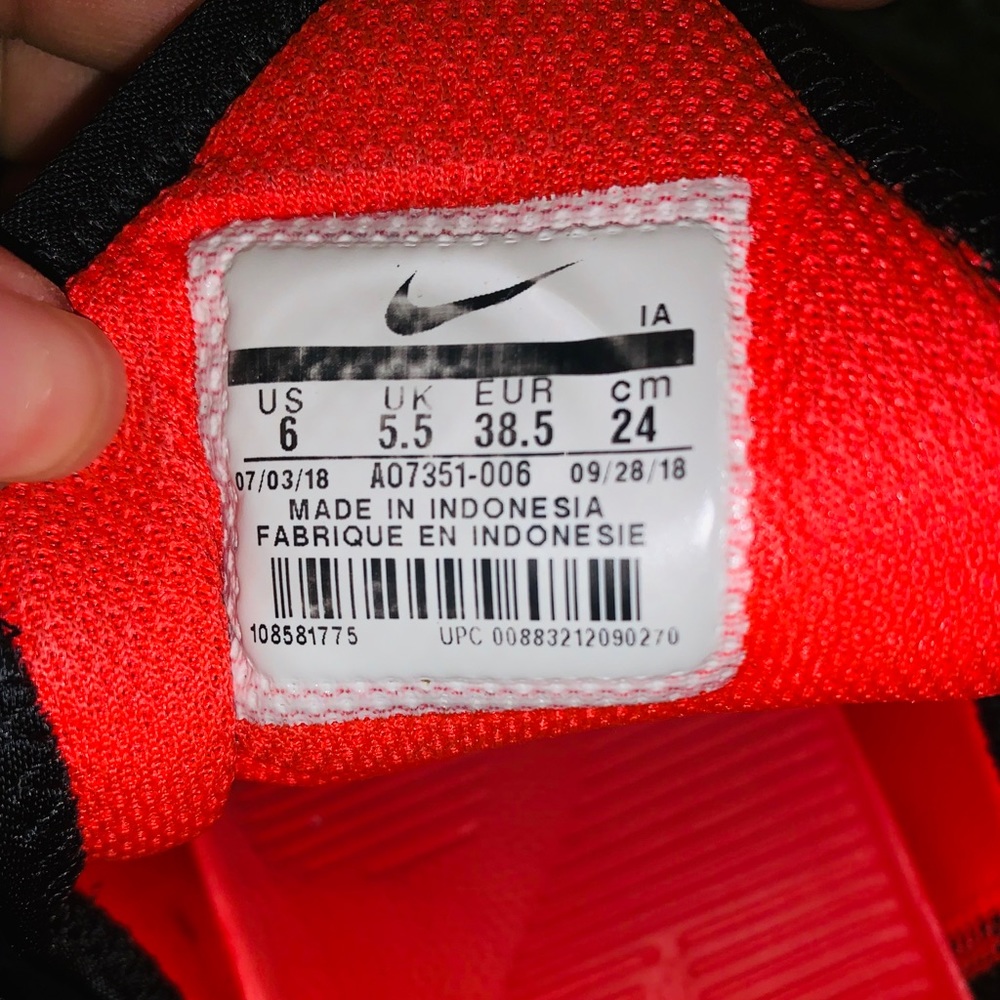 IA
US UK EUR cm
6 5.5 38.5 24
07/03/18 AO7351-006 09/28/18
MADE IN INDONESIA
FABRIQUE EN INDONESIE
108581775 UPC 00883212090270